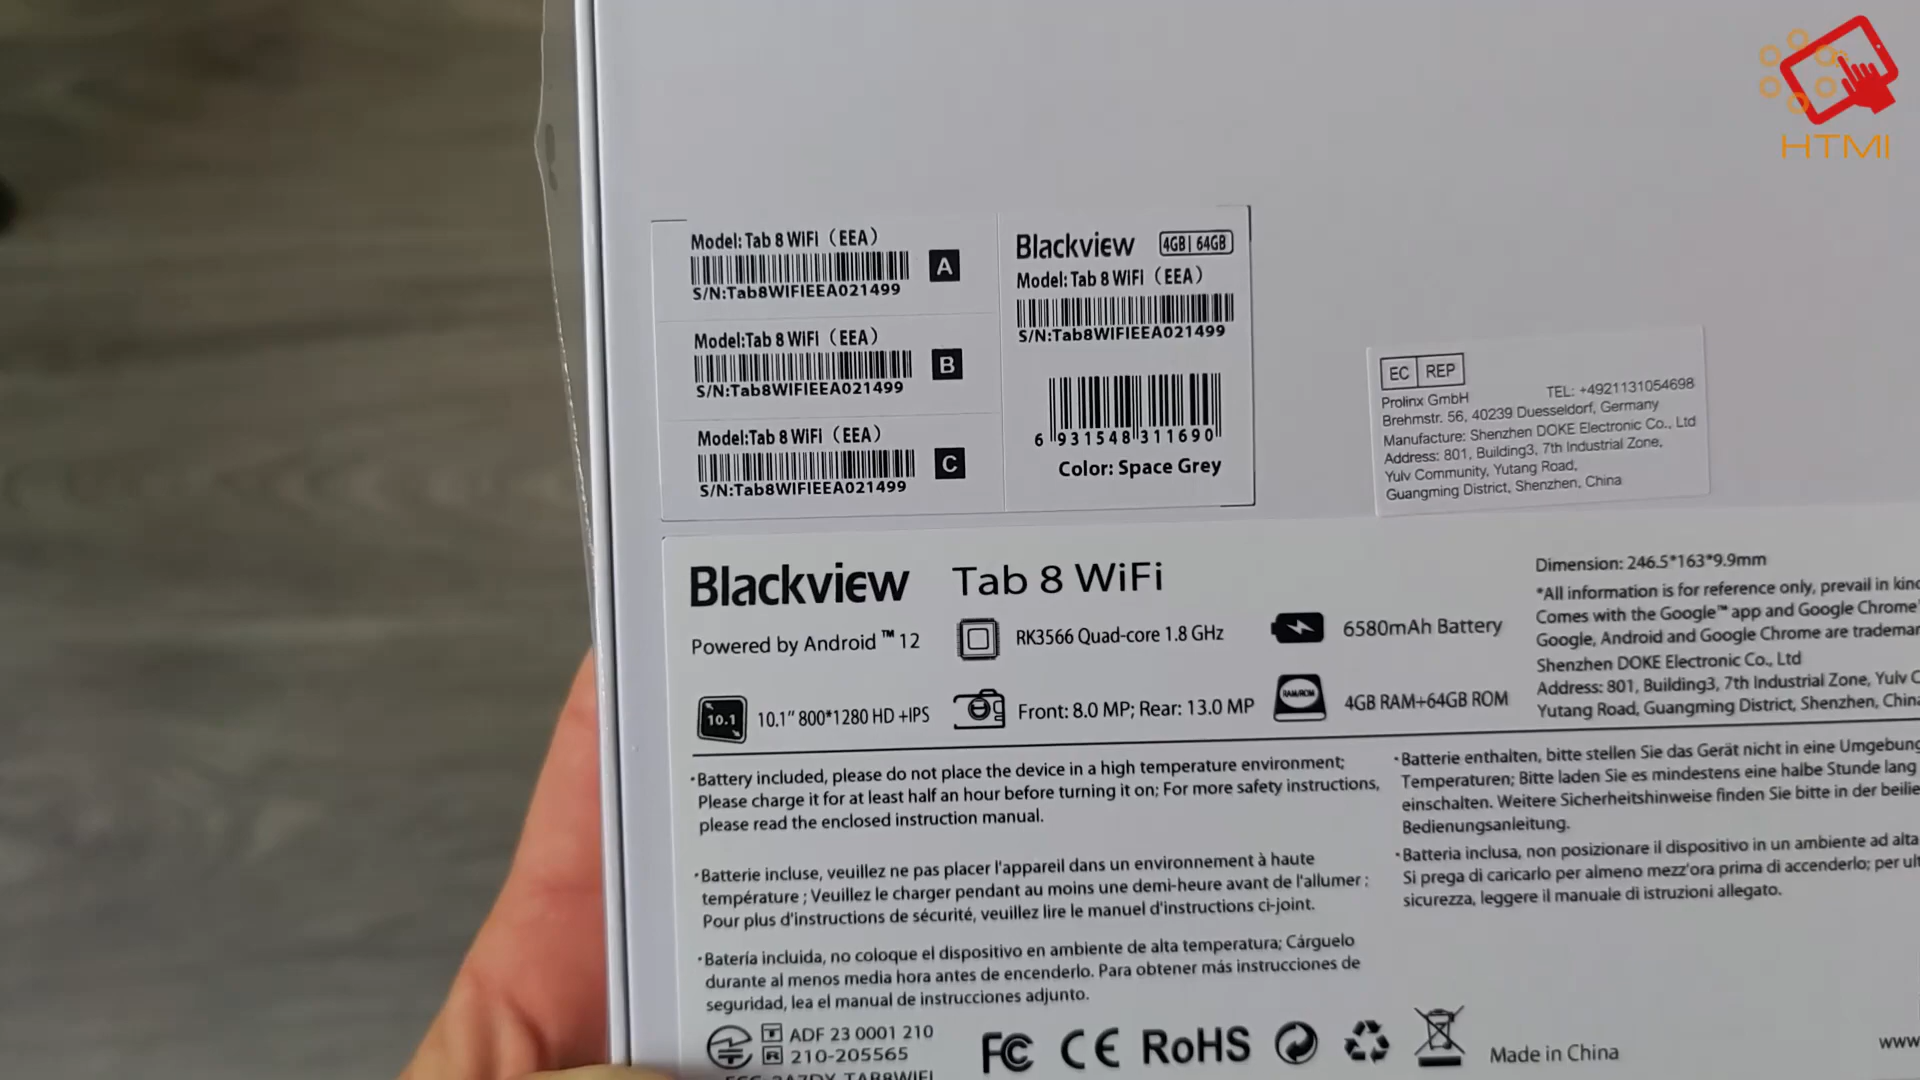 HTMI
Model: Tab 8 WiFi（EEA）
A
S/N:Tab8WIFIEEA021499
Model:Tab 8 WiFi（EEA）
B
S/N:Tab8WIFIEEA021499
Model:Tab 8 WiFi（EEA）
C
S/N:Tab8WIFIEEA021499
Blackview 4GB | 64GB
Model: Tab 8 WiFi（EEA）
S/N:Tab8WIFIEEA021499
6 931548 311690
Color: Space Grey
EC REP
Prolinx GmbH TEL: +4921131054698
Brehmstr. 56, 40239 Duesseldorf, Germany
Manufacture: Shenzhen DOKE Electronic Co., Ltd
Address: 801, Building3, 7th Industrial Zone,
Yulv Community, Yutang Road,
Guangming District, Shenzhen, China
Blackview Tab 8 WiFi
Powered by Android™ 12
RK3566 Quad-core 1.8 GHz
6580mAh Battery
10.1
10.1” 800*1280 HD +IPS
Front: 8.0 MP; Rear: 13.0 MP
RAM/ROM
4GB RAM+64GB ROM
Dimension: 246.5*163*9.9mm
*All information is for reference only, prevail in kind
Comes with the Google™ app and Google Chrome™
Google, Android and Google Chrome are
Shenzhen DOKE Electronic Co., Ltd
Address: 801, Building3, 7th Industrial Zone, Yulv
Yutang Road, Guangming District, Shenzhen, China
·Battery included, please do not place the device in a high temperature environment;
Please charge it for at least half an hour before turning it on; For more safety instructions,
please read the enclosed instruction manual.
·Batterie incluse, veuillez ne pas placer l'appareil dans un environnement à haute
température ; Veuillez le charger pendant au moins une demi-heure avant de l'allumer ;
Pour plus d'instructions de sécurité, veuillez lire le manuel d'instructions ci-joint.
·Batería incluida, no coloque el dispositivo en ambiente de alta temperatura; Cárguelo
durante al menos media hora antes de encenderlo. Para obtener más instrucciones de
seguridad, lea el manual de instrucciones adjunto.
·Batterie enthalten, bitte stellen Sie das Gerät nicht in eine Umgebung
Temperaturen; Bitte laden Sie es mindestens eine halbe Stunde lang
einschalten. Weitere Sicherheitshinweise finden Sie bitte in der
Bedienungsanleitung.
·Batteria inclusa, non posizionare il dispositivo in un ambiente ad alta
Si prega di caricarlo per almeno mezz'ora prima di accenderlo; per
sicurezza, leggere il manuale di istruzioni allegato.
T ADF 23 0001 210
R 210-205565
FC CE RoHS
Made in China
www